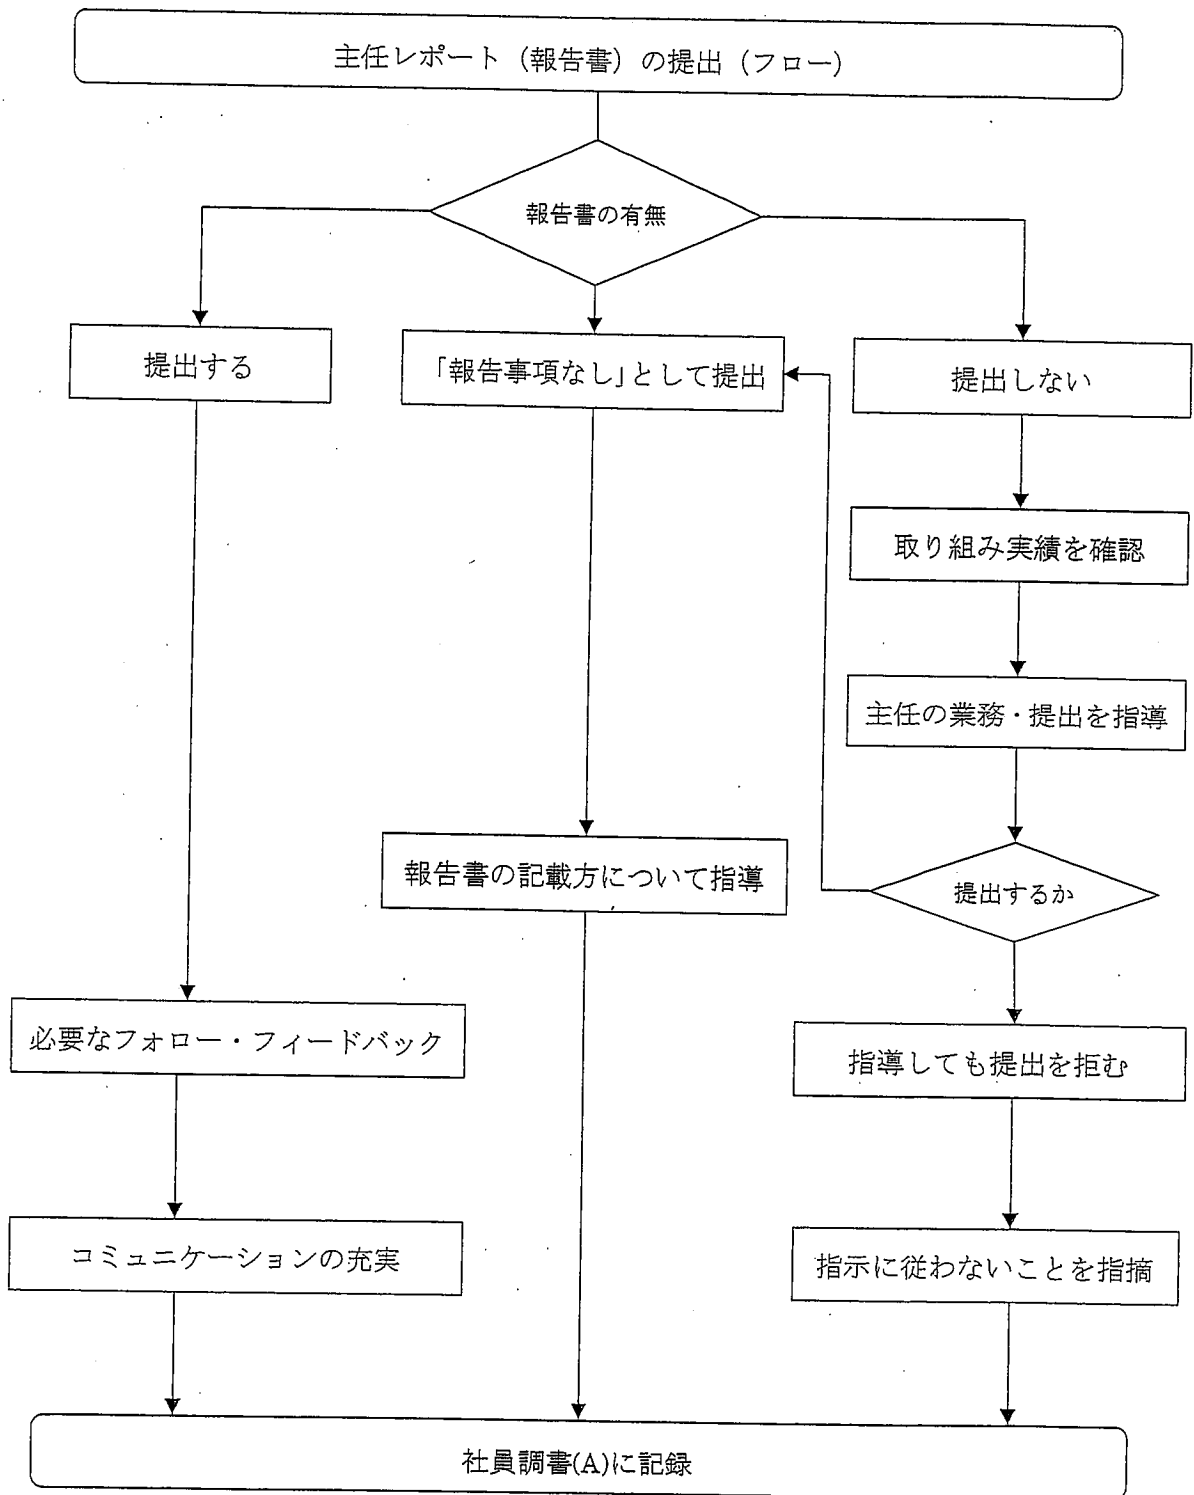 主任レポート（報告書）の提出（フロー）
報告書の有無
提出する
「報告事項なし」として提出
提出しない
取り組み実績を確認
主任の業務・提出を指導
報告書の記載方について指導
提出するか
必要なフォロー・フィードバック
指導しても提出を拒む
コミュニケーションの充実
指示に従わないことを指摘
社員調書(A)に記録